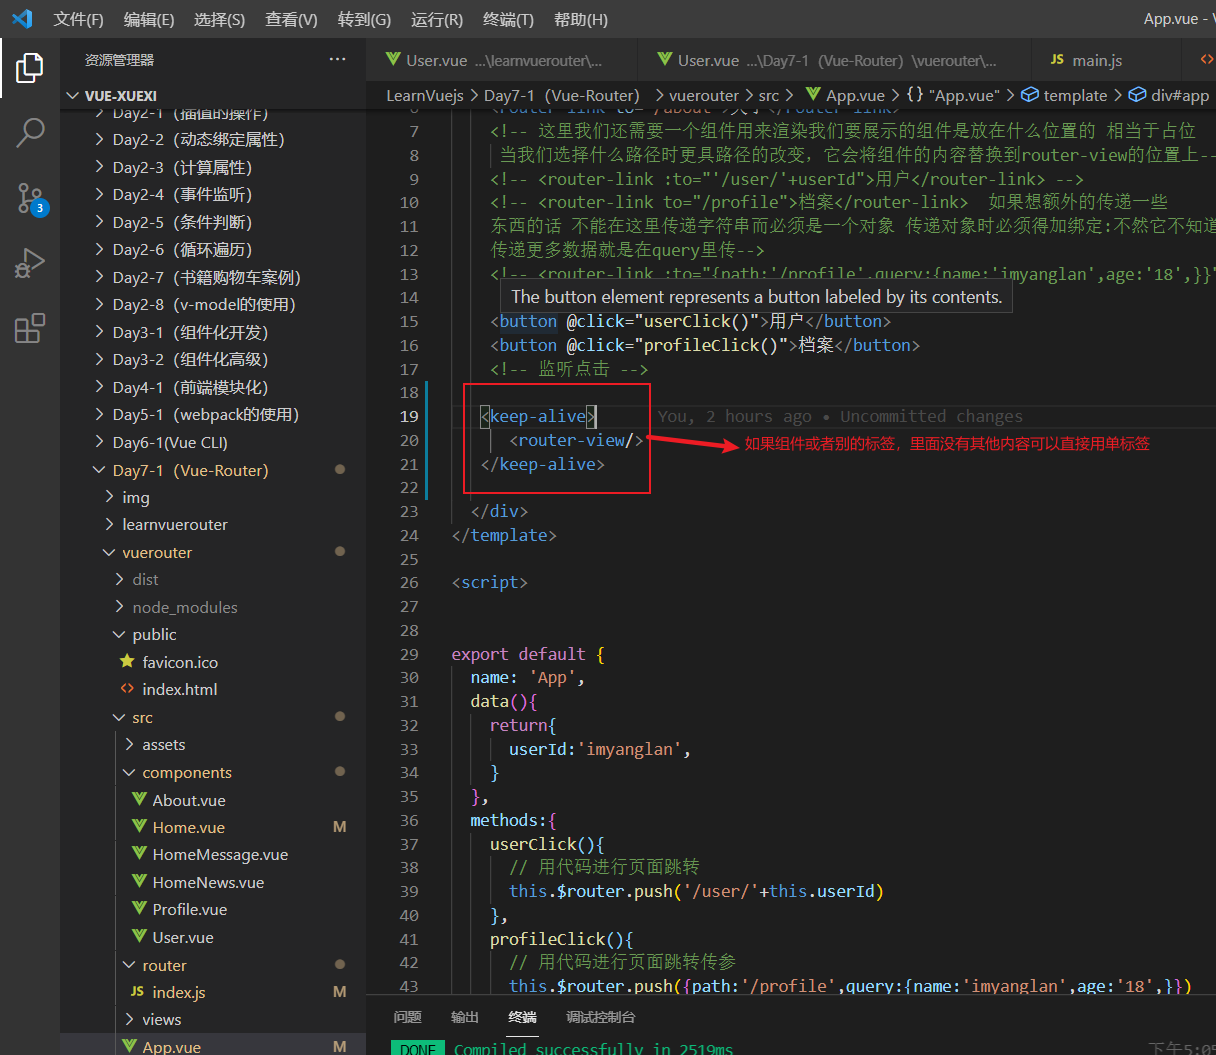 文件(F) 编辑(E) 选择(S) 查看(V) 转到(G) 运行(R) 终端(T) 帮助(H) App.vue -
资源管理器 ···
User.vue ...\learnvuerouter\...
User.vue ...\Day7-1（Vue-Router）\vuerouter\...
JS main.js
VUE-XUEXI
LearnVuejs > Day7-1（Vue-Router） > vuerouter > src > App.vue > {} "App.vue" > template > div#app
3
Day2-1（插值的操作）
Day2-2（动态绑定属性）
Day2-3（计算属性）
Day2-4（事件监听）
Day2-5（条件判断）
Day2-6（循环遍历）
Day2-7（书籍购物车案例）
Day2-8（v-model的使用）
Day3-1（组件化开发）
Day3-2（组件化高级）
Day4-1（前端模块化）
Day5-1（webpack的使用）
Day6-1(Vue CLI)
Day7-1（Vue-Router）
img
learnvuerouter
vuerouter
dist
node_modules
public
favicon.ico
index.html
src
assets
components
About.vue
Home.vue M
HomeMessage.vue
HomeNews.vue
Profile.vue
User.vue
router
JS index.js M
views
App.vue M
7 <!-- 这里我们还需要一个组件用来渲染我们要展示的组件是放在什么位置的 相当于占位
8 当我们选择什么路径时更具路径的改变，它会将组件的内容替换到router-view的位置上--
9 <!-- <router-link :to="'/user/'+userId">用户</router-link> -->
10 <!-- <router-link to="/profile">档案</router-link>  如果想额外的传递一些
11 东西的话 不能在这里传递字符串而必须是一个对象 传递对象时必须得加绑定:不然它不知道
12 传递更多数据就是在query里传-->
13 <!-- <router-link :to="{path:'/profile',query:{name:'imyanglan',age:'18',}}"
14
The button element represents a button labeled by its contents.
15 <button @click="userClick()">用户</button>
16 <button @click="profileClick()">档案</button>
17 <!-- 监听点击 -->
18
19 <keep-alive> You, 2 hours ago • Uncommitted changes
20 <router-view/>
如果组件或者别的标签，里面没有其他内容可以直接用单标签
21 </keep-alive>
22
23 </div>
24 </template>
25
26 <script>
27
28
29 export default {
30 name: 'App',
31 data(){
32 return{
33 userId:'imyanglan',
34 }
35 },
36 methods:{
37 userClick(){
38 // 用代码进行页面跳转
39 this.$router.push('/user/'+this.userId)
40 },
41 profileClick(){
42 // 用代码进行页面跳转传参
43 this.$router.push({path:'/profile',query:{name:'imyanglan',age:'18',}})
问题 输出 终端 调试控制台
DONE Compiled successfully in 2519ms